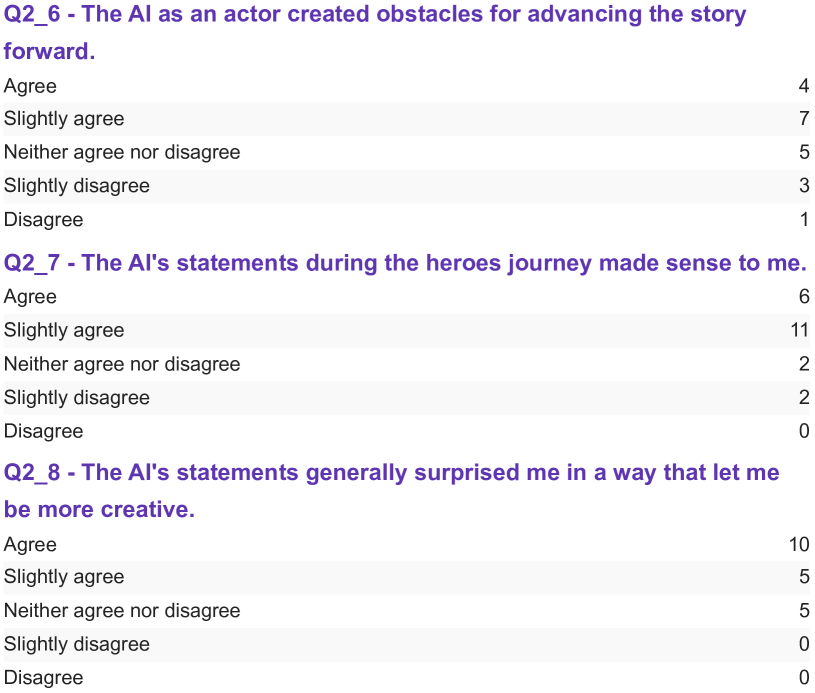 Q2_6 - The AI as an actor created obstacles for advancing the story
forward.
Agree 4
Slightly agree 7
Neither agree nor disagree 5
Slightly disagree 3
Disagree 1
Q2_7 - The AI's statements during the heroes journey made sense to me.
Agree 6
Slightly agree 11
Neither agree nor disagree 2
Slightly disagree 2
Disagree 0
Q2_8 - The AI's statements generally surprised me in a way that let me
be more creative.
Agree 10
Slightly agree 5
Neither agree nor disagree 5
Slightly disagree 0
Disagree 0